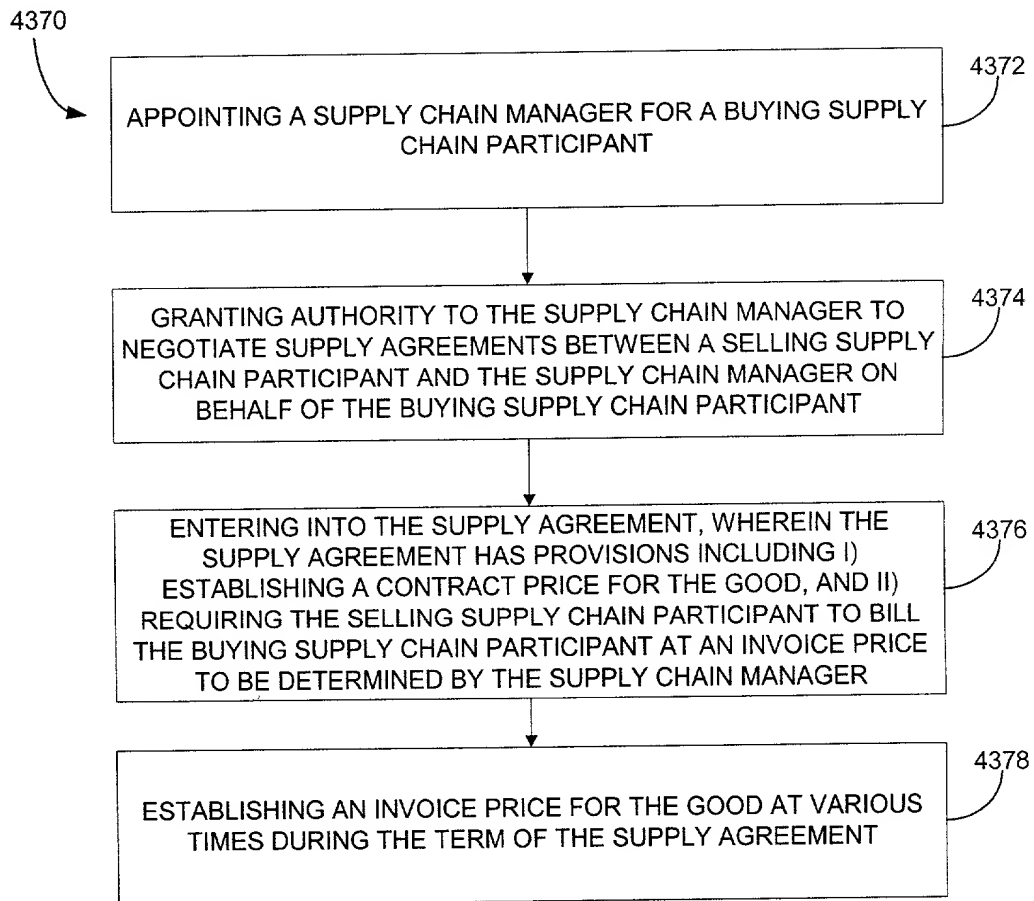 4370
4372
APPOINTING A SUPPLY CHAIN MANAGER FOR A BUYING SUPPLY
CHAIN PARTICIPANT
4374
GRANTING AUTHORITY TO THE SUPPLY CHAIN MANAGER TO
NEGOTIATE SUPPLY AGREEMENTS BETWEEN A SELLING SUPPLY
CHAIN PARTICIPANT AND THE SUPPLY CHAIN MANAGER ON
BEHALF OF THE BUYING SUPPLY CHAIN PARTICIPANT
4376
ENTERING INTO THE SUPPLY AGREEMENT, WHEREIN THE
SUPPLY AGREEMENT HAS PROVISIONS INCLUDING I)
ESTABLISHING A CONTRACT PRICE FOR THE GOOD, AND II)
REQUIRING THE SELLING SUPPLY CHAIN PARTICIPANT TO BILL
THE BUYING SUPPLY CHAIN PARTICIPANT AT AN INVOICE PRICE
TO BE DETERMINED BY THE SUPPLY CHAIN MANAGER
4378
ESTABLISHING AN INVOICE PRICE FOR THE GOOD AT VARIOUS
TIMES DURING THE TERM OF THE SUPPLY AGREEMENT